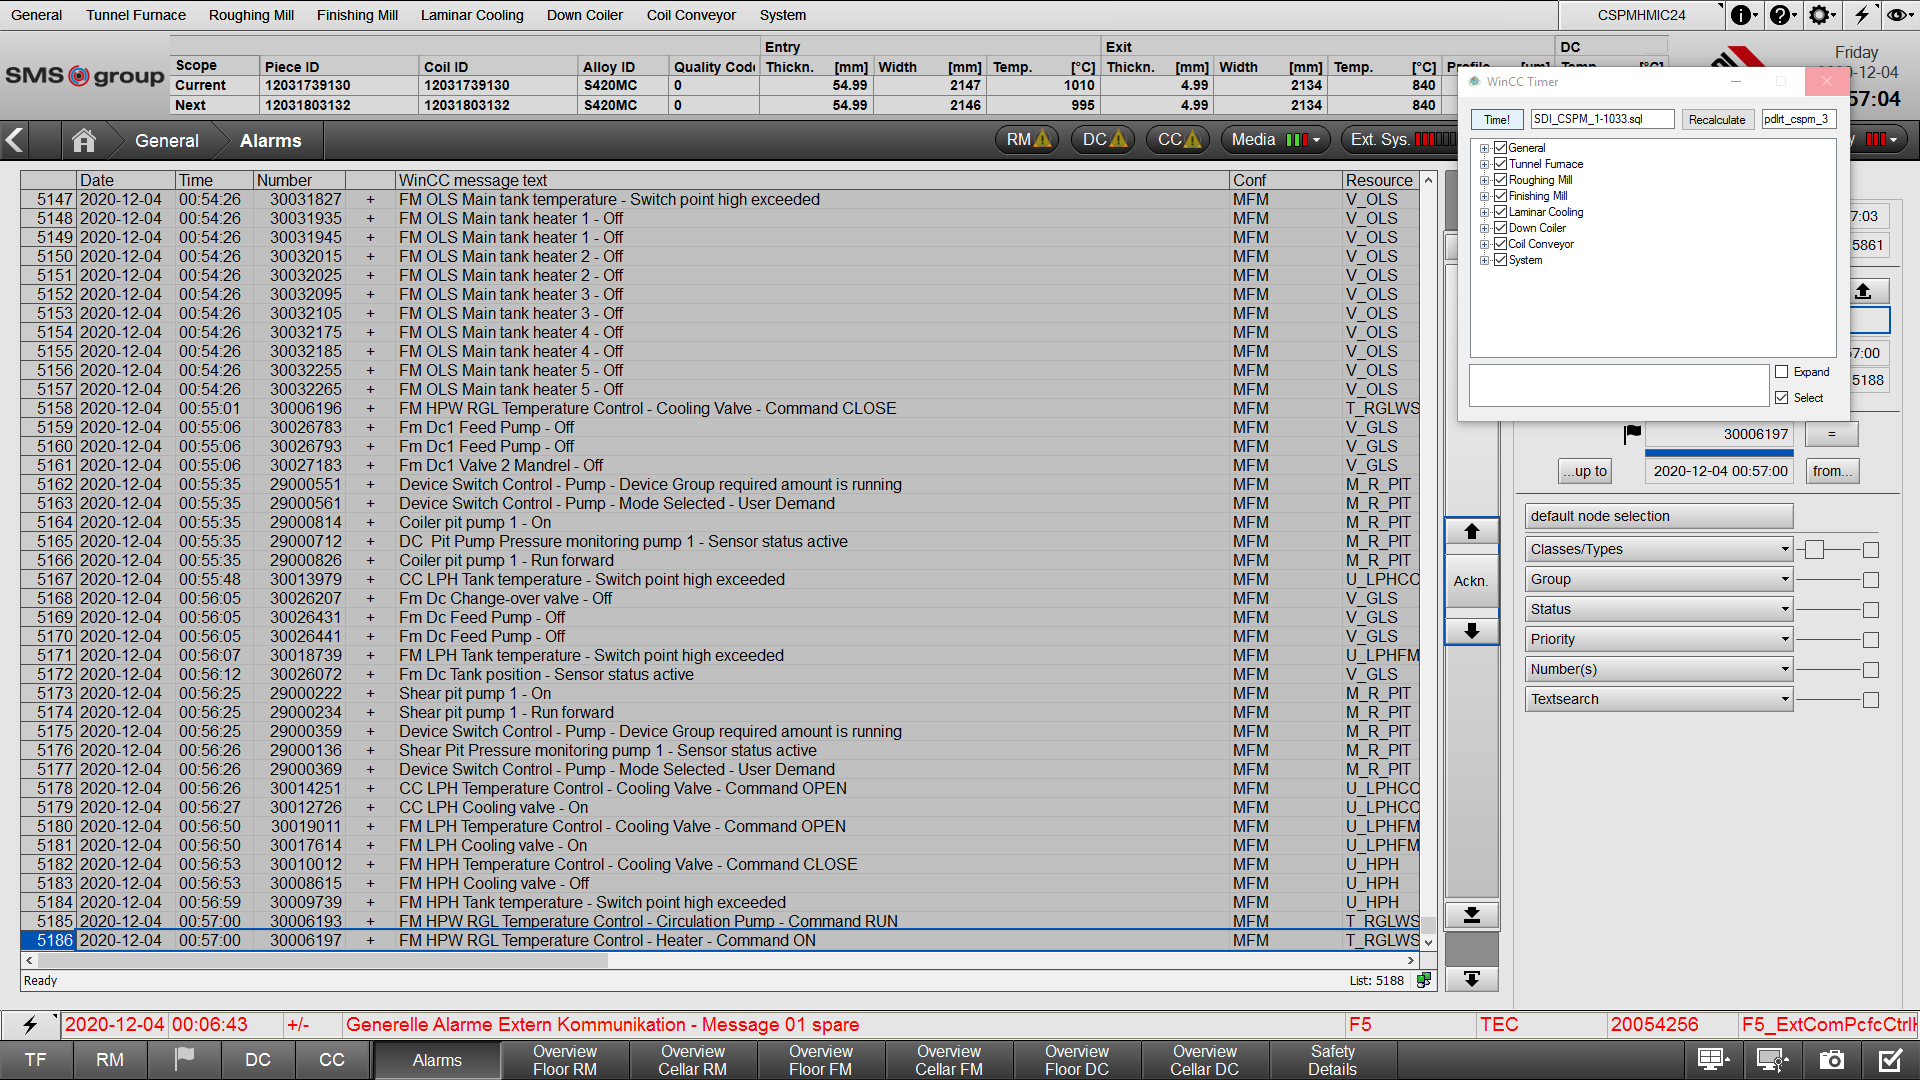 General Tunnel Furnace Roughing Mill Finishing Mill Laminar Cooling Down Coiler Coil Conveyor System CSPMHMIC24
Entry Exit DC
Scope Piece ID Coil ID Alloy ID Quality Code Thickn. [mm] Width [mm] Temp. [°C] Thickn. [mm] Width [mm] Temp. [°C]
Current 12031739130 12031739130 S420MC 0 54.99 2147 1010 4.99 2134 840
Next 12031803132 12031803132 S420MC 0 54.99 2146 995 4.99 2134 840
SMS group
Friday
-12-04
57:04
WinCC Timer
Time! SDI_CSPM_1-1033.sql Recalculate pdlrt_cspm_3
General
Tunnel Furnace
Roughing Mill
Finishing Mill
Laminar Cooling
Down Coiler
Coil Conveyor
System
Expand
Select
General Alarms RM DC CC Media Ext. Sys.
Date Time Number WinCC message text Conf Resource
5147 2020-12-04 00:54:26 30031827 + FM OLS Main tank temperature - Switch point high exceeded MFM V_OLS
5148 2020-12-04 00:54:26 30031935 + FM OLS Main tank heater 1 - Off MFM V_OLS
5149 2020-12-04 00:54:26 30031945 + FM OLS Main tank heater 1 - Off MFM V_OLS
5150 2020-12-04 00:54:26 30032015 + FM OLS Main tank heater 2 - Off MFM V_OLS
5151 2020-12-04 00:54:26 30032025 + FM OLS Main tank heater 2 - Off MFM V_OLS
5152 2020-12-04 00:54:26 30032095 + FM OLS Main tank heater 3 - Off MFM V_OLS
5153 2020-12-04 00:54:26 30032105 + FM OLS Main tank heater 3 - Off MFM V_OLS
5154 2020-12-04 00:54:26 30032175 + FM OLS Main tank heater 4 - Off MFM V_OLS
5155 2020-12-04 00:54:26 30032185 + FM OLS Main tank heater 4 - Off MFM V_OLS
5156 2020-12-04 00:54:26 30032255 + FM OLS Main tank heater 5 - Off MFM V_OLS
5157 2020-12-04 00:54:26 30032265 + FM OLS Main tank heater 5 - Off MFM V_OLS
5158 2020-12-04 00:55:01 30006196 + FM HPW RGL Temperature Control - Cooling Valve - Command CLOSE MFM T_RGLWS
5159 2020-12-04 00:55:06 30026783 + Fm Dc1 Feed Pump - Off MFM V_GLS
5160 2020-12-04 00:55:06 30026793 + Fm Dc1 Feed Pump - Off MFM V_GLS
5161 2020-12-04 00:55:06 30027183 + Fm Dc1 Valve 2 Mandrel - Off MFM V_GLS
5162 2020-12-04 00:55:35 29000551 + Device Switch Control - Pump - Device Group required amount is running MFM M_R_PIT
5163 2020-12-04 00:55:35 29000561 + Device Switch Control - Pump - Mode Selected - User Demand MFM M_R_PIT
5164 2020-12-04 00:55:35 29000814 + Coiler pit pump 1 - On MFM M_R_PIT
5165 2020-12-04 00:55:35 29000712 + DC  Pit Pump Pressure monitoring pump 1 - Sensor status active MFM M_R_PIT
5166 2020-12-04 00:55:35 29000826 + Coiler pit pump 1 - Run forward MFM M_R_PIT
5167 2020-12-04 00:55:48 30013979 + CC LPH Tank temperature - Switch point high exceeded MFM U_LPHCC
5168 2020-12-04 00:56:05 30026207 + Fm Dc Change-over valve - Off MFM V_GLS
5169 2020-12-04 00:56:05 30026431 + Fm Dc Feed Pump - Off MFM V_GLS
5170 2020-12-04 00:56:05 30026441 + Fm Dc Feed Pump - Off MFM V_GLS
5171 2020-12-04 00:56:07 30018739 + FM LPH Tank temperature - Switch point high exceeded MFM U_LPHFM
5172 2020-12-04 00:56:12 30026072 + Fm Dc Tank position - Sensor status active MFM V_GLS
5173 2020-12-04 00:56:25 29000222 + Shear pit pump 1 - On MFM M_R_PIT
5174 2020-12-04 00:56:25 29000234 + Shear pit pump 1 - Run forward MFM M_R_PIT
5175 2020-12-04 00:56:25 29000359 + Device Switch Control - Pump - Device Group required amount is running MFM M_R_PIT
5176 2020-12-04 00:56:26 29000136 + Shear Pit Pressure monitoring pump 1 - Sensor status active MFM M_R_PIT
5177 2020-12-04 00:56:26 29000369 + Device Switch Control - Pump - Mode Selected - User Demand MFM M_R_PIT
5178 2020-12-04 00:56:26 30014251 + CC LPH Temperature Control - Cooling Valve - Command OPEN MFM U_LPHCC
5179 2020-12-04 00:56:27 30012726 + CC LPH Cooling valve - On MFM U_LPHCC
5180 2020-12-04 00:56:50 30019011 + FM LPH Temperature Control - Cooling Valve - Command OPEN MFM U_LPHFM
5181 2020-12-04 00:56:50 30017614 + FM LPH Cooling valve - On MFM U_LPHFM
5182 2020-12-04 00:56:53 30010012 + FM HPH Temperature Control - Cooling Valve - Command CLOSE MFM U_HPH
5183 2020-12-04 00:56:53 30008615 + FM HPH Cooling valve - Off MFM U_HPH
5184 2020-12-04 00:56:59 30009739 + FM HPH Tank temperature - Switch point high exceeded MFM U_HPH
5185 2020-12-04 00:57:00 30006193 + FM HPW RGL Temperature Control - Circulation Pump - Command RUN MFM T_RGLWS
5186 2020-12-04 00:57:00 30006197 + FM HPW RGL Temperature Control - Heater - Command ON MFM T_RGLWS
Ready List: 5188
Ackn.
7:03
5861
57:00
5188
30006197 =
...up to 2020-12-04 00:57:00 from...
default node selection
Classes/Types
Group
Status
Priority
Number(s)
Textsearch
2020-12-04 00:06:43 +/- Generelle Alarme Extern Kommunikation - Message 01 spare F5 TEC 20054256 F5_ExtComPcfcCtrl
TF RM DC CC Alarms
Overview Floor RM
Overview Cellar RM
Overview Floor FM
Overview Cellar FM
Overview Floor DC
Overview Cellar DC
Safety Details